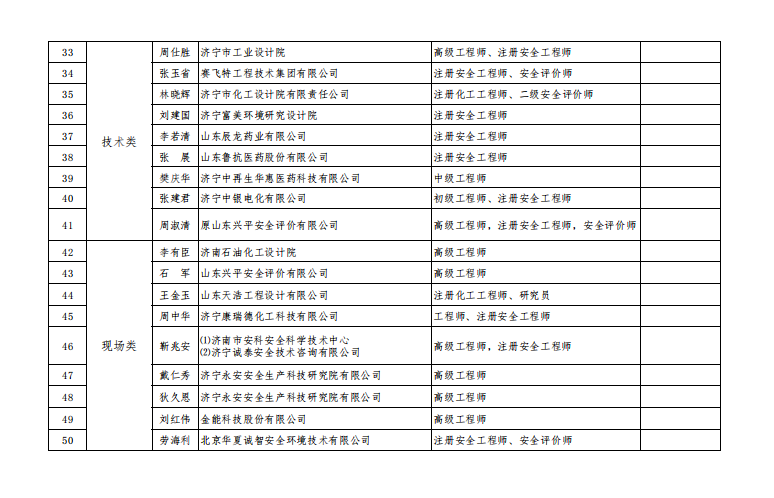 33 周仕胜 济宁市工业设计院 高级工程师、注册安全工程师
34 张玉省 赛飞特工程技术集团有限公司 注册安全工程师、安全评价师
35 林晓辉 济宁市化工设计院有限责任公司 注册化工工程师、二级安全评价师
36 刘建国 济宁富美环境研究设计院 注册安全工程师
37 李若清 山东辰龙药业有限公司 注册安全工程师
技术类
38 张 晨 山东鲁抗医药股份有限公司 注册安全工程师
39 樊庆华 济宁中再生华惠医药科技有限公司 中级工程师
40 张建君 济宁中银电化有限公司 初级工程师、注册安全工程师
41 周淑清 原山东兴平安全评价有限公司 高级工程师，注册安全工程师，安全评价师
42 李有臣 济南石油化工设计院 高级工程师
43 石 军 山东兴平安全评价有限公司 高级工程师
44 王金玉 山东天浩工程设计有限公司 注册化工工程师、研究员
45 周中华 济宁康瑞德化工科技有限公司 工程师、注册安全工程师
现场类
46 靳兆安 ⑴济南市安科安全科学技术中心 高级工程师，注册安全工程师
⑵济宁诚泰安全技术咨询有限公司
47 戴仁秀 济宁永安安全生产科技研究院有限公司 高级工程师
48 狄久恩 济宁永安安全生产科技研究院有限公司 高级工程师
49 刘红伟 金能科技股份有限公司 高级工程师
50 劳海利 北京华夏诚智安全环境技术有限公司 注册安全工程师、安全评价师